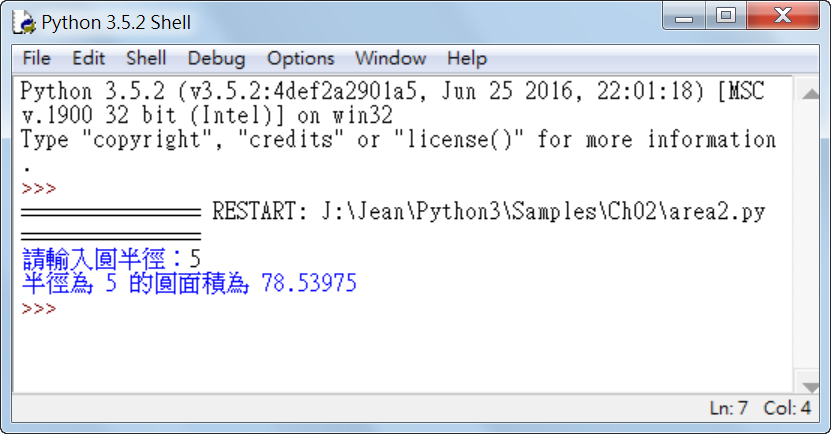 Python 3.5.2 Shell
File Edit Shell Debug Options Window Help
Python 3.5.2 (v3.5.2:4def2a2901a5, Jun 25 2016, 22:01:18) [MSC
v.1900 32 bit (Intel)] on win32
Type "copyright", "credits" or "license()" for more information
.
>>>
=============== RESTART: J:\Jean\Python3\Samples\Ch02\area2.py
===============
請輸入圓半徑：5
半徑為 5 的圓面積為 78.53975
>>>
Ln: 7 Col: 4